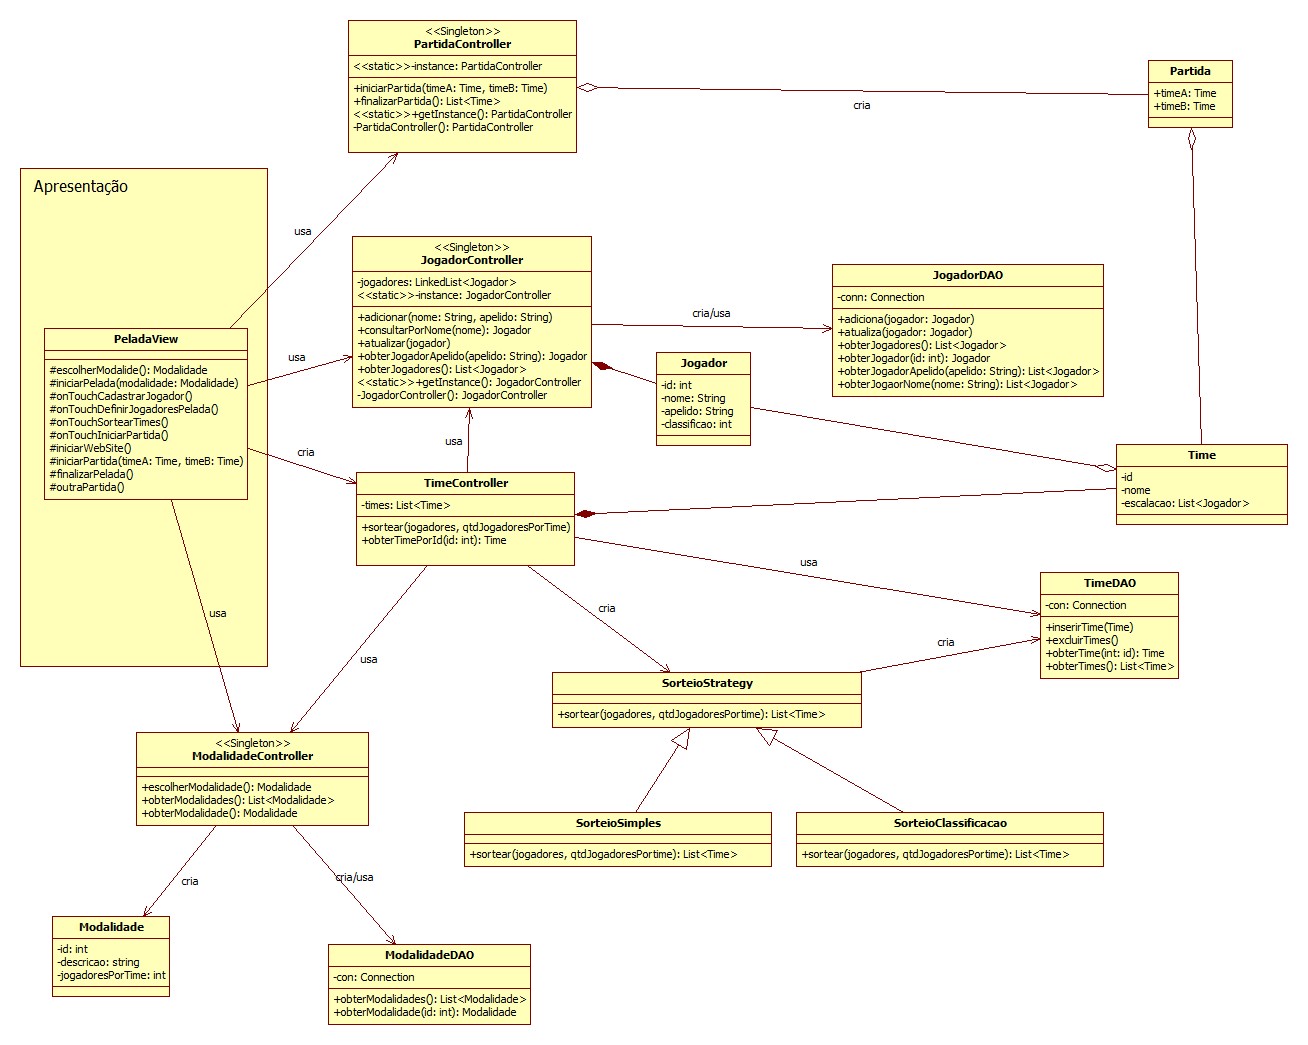 <<Singleton>>
PartidaController
<<static>>-instance: PartidaController
+iniciarPartida(timeA: Time, timeB: Time)
+finalizarPartida(): List<Time>
<<static>>+getInstance(): PartidaController
-PartidaController(): PartidaController
Partida
+timeA: Time
+timeB: Time
cria
Apresentação
usa
<<Singleton>>
JogadorController
-jogadores: LinkedList<Jogador>
<<static>>-instance: JogadorController
+adicionar(nome: String, apelido: String)
+consultarPorNome(nome): Jogador
+atualizar(jogador)
+obterJogadorApelido(apelido: String): Jogador
+obterJogadores(): List<Jogador>
<<static>>+getInstance(): JogadorController
-JogadorController(): JogadorController
cria/usa
JogadorDAO
-conn: Connection
+adiciona(jogador: Jogador)
+atualiza(jogador: Jogador)
+obterJogadores(): List<Jogador>
+obterJogador(id: int): Jogador
+obterJogadorApelido(apelido: String): List<Jogador>
+obterJogaorNome(nome: String): List<Jogador>
PeladaView
#escolherModalide(): Modalidade
#iniciarPelada(modalidade: Modalidade)
#onTouchCadastrarJogador()
#onTouchDefinirJogadoresPelada()
#onTouchSortearTimes()
#onTouchIniciarPartida()
#iniciarWebSite()
#iniciarPartida(timeA: Time, timeB: Time)
#finalizarPelada()
#outraPartida()
usa
Jogador
-id: int
-nome: String
-apelido: String
-classificao: int
usa
cria
Time
-id
-nome
-escalacao: List<Jogador>
TimeController
-times: List<Time>
+sortear(jogadores, qtdJogadoresPorTime)
+obterTimePorId(id: int): Time
usa
TimeDAO
-con: Connection
+inserirTime(Time)
+excluirTimes()
+obterTime(int: id): Time
+obterTimes(): List<Time>
cria
usa
cria
usa
SorteioStrategy
+sortear(jogadores, qtdJogadoresPortime): List<Time>
<<Singleton>>
ModalidadeController
+escolherModalidade(): Modalidade
+obterModalidades(): List<Modalidade>
+obterModalidade(): Modalidade
SorteioSimples
+sortear(jogadores, qtdJogadoresPortime): List<Time>
SorteioClassificacao
+sortear(jogadores, qtdJogadoresPortime): List<Time>
cria
cria/usa
Modalidade
-id: int
-descricao: string
-jogadoresPorTime: int
ModalidadeDAO
-con: Connection
+obterModalidades(): List<Modalidade>
+obterModalidade(id: int): Modalidade